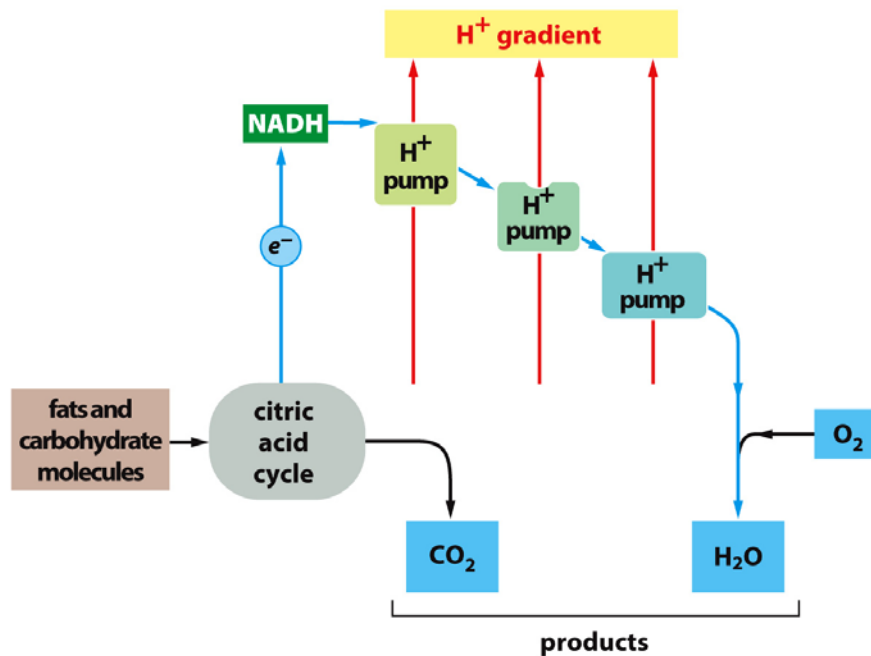 H⁺ gradient
NADH
H⁺
pump
H⁺
pump
H⁺
pump
e⁻
fats and
carbohydrate
molecules
citric
acid
cycle
O₂
CO₂
H₂O
products